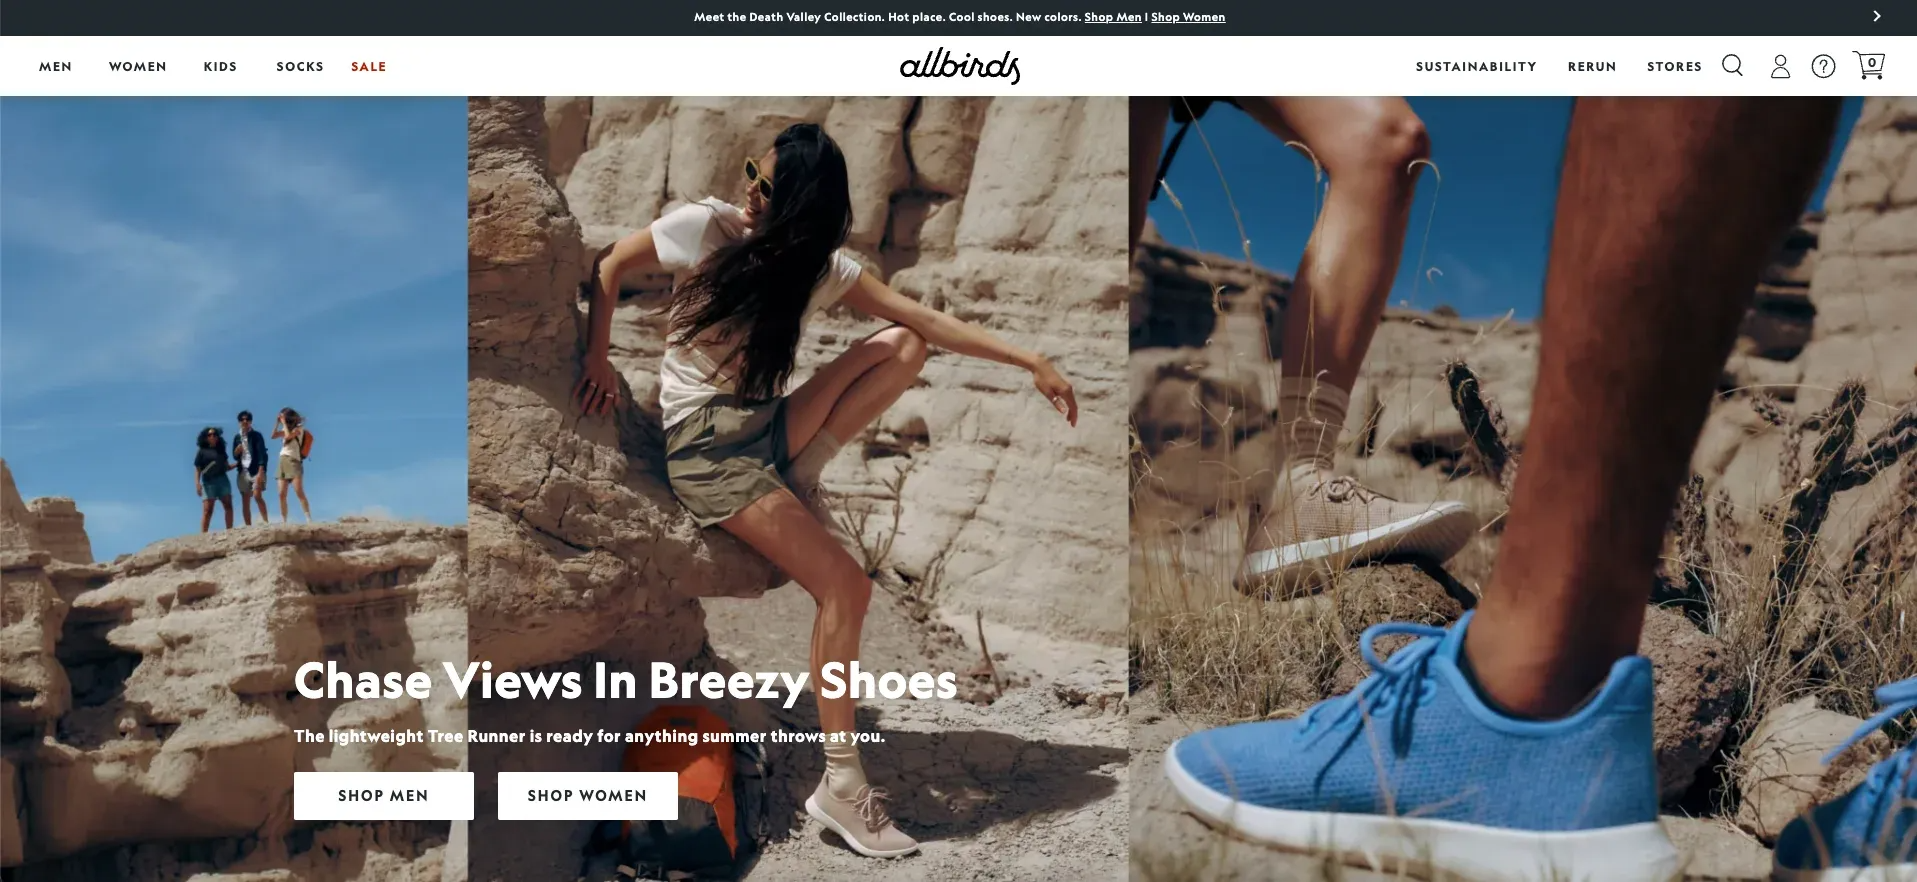 Meet the Death Valley Collection. Hot place. Cool shoes. New colors. Shop Men | Shop Women
MEN WOMEN KIDS SOCKS SALE allbirds SUSTAINABILITY RERUN STORES ? 0
Chase Views In Breezy Shoes
The lightweight Tree Runner is ready for anything summer throws at you.
SHOP MEN SHOP WOMEN